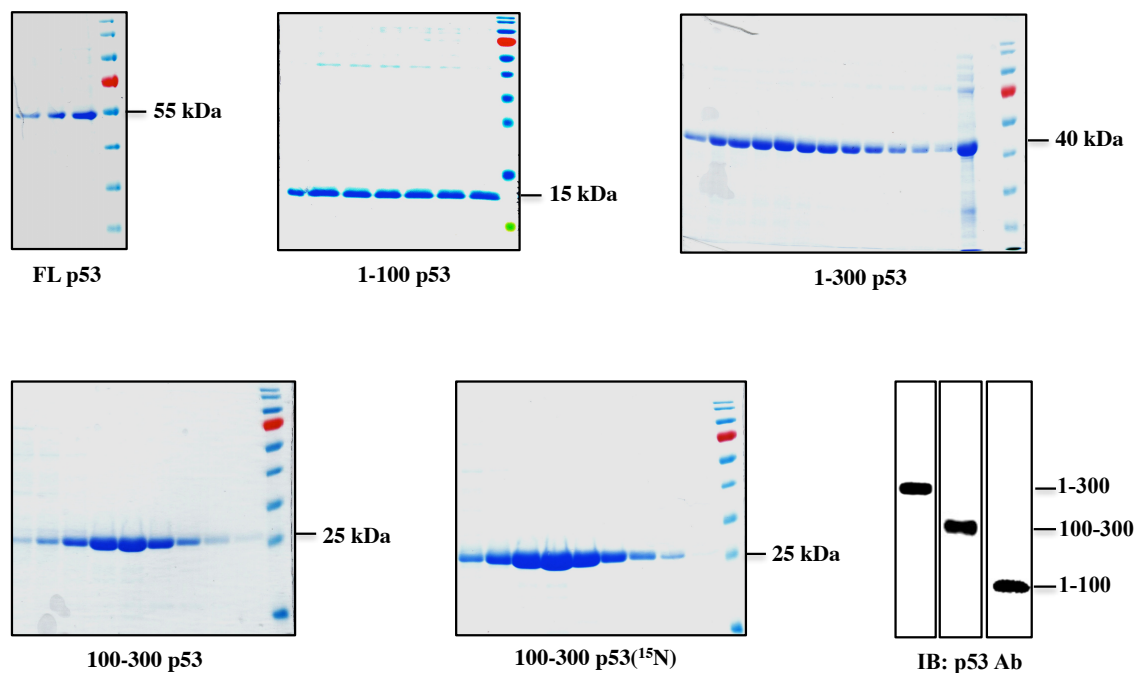 55 kDa
15 kDa
40 kDa
FL p53
1-100 p53
1-300 p53
25 kDa
25 kDa
1-300
100-300
1-100
100-300 p53
100-300 p53(¹⁵N)
IB: p53 Ab